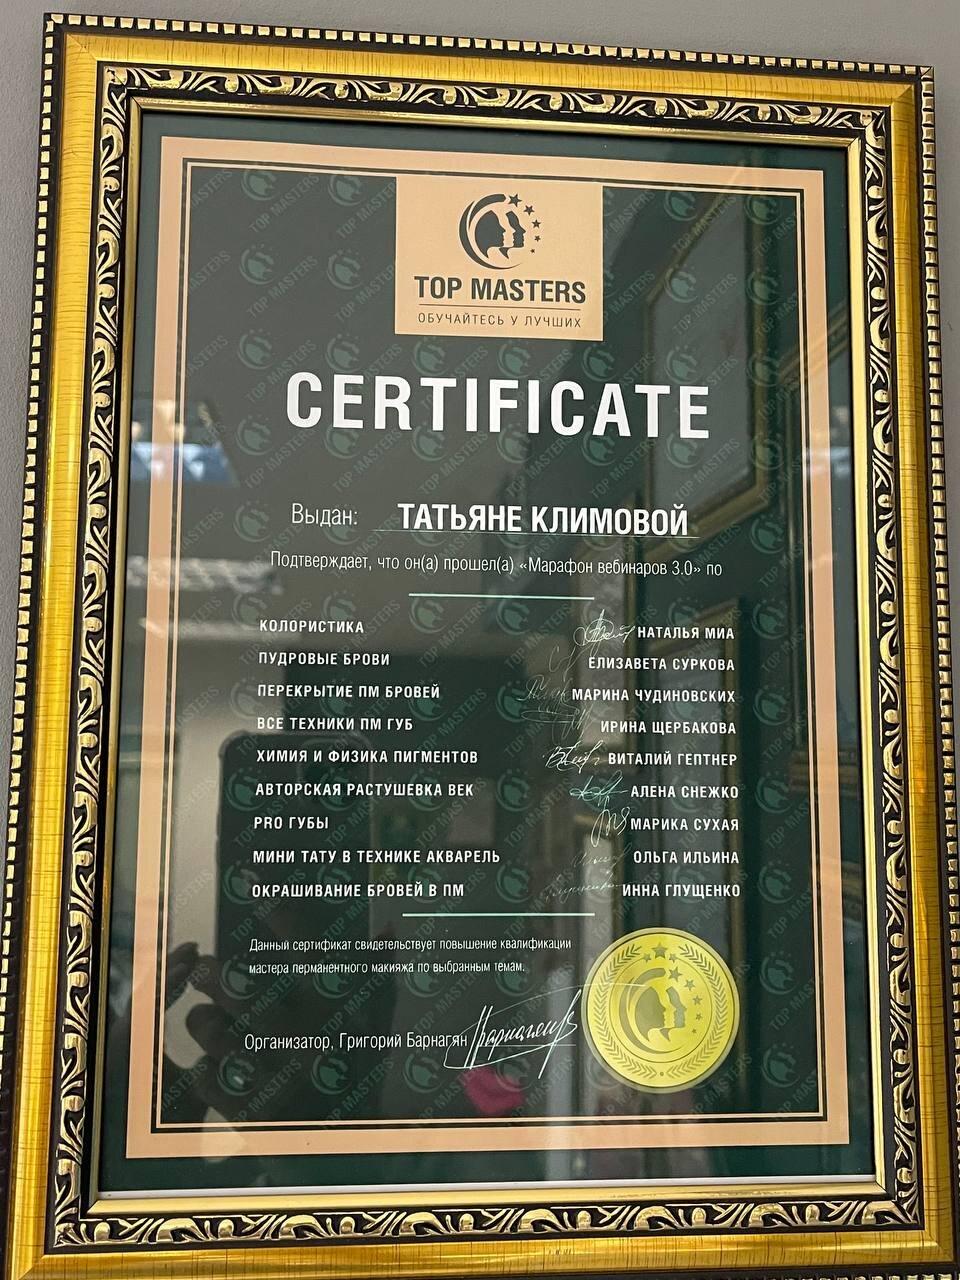 TOP MASTERS
ОБУЧАЙТЕСЬ У ЛУЧШИХ
CERTIFICATE
Выдан: ТАТЬЯНЕ КЛИМОВОЙ
Подтверждает, что он(а) прошел(а) «Марафон вебинаров 3.0» по
КОЛОРИСТИКА НАТАЛЬЯ МИА
ПУДРОВЫЕ БРОВИ ЕЛИЗАВЕТА СУРКОВА
ПЕРЕКРЫТИЕ ПМ БРОВЕЙ МАРИНА ЧУДИНОВСКИХ
ВСЕ ТЕХНИКИ ПМ ГУБ ИРИНА ЩЕРБАКОВА
ХИМИЯ И ФИЗИКА ПИГМЕНТОВ ВИТАЛИЙ ГЕПТНЕР
АВТОРСКАЯ РАСТУШЕВКА ВЕК АЛЕНА СНЕЖКО
PRO ГУБЫ МАРИКА СУХАЯ
МИНИ ТАТУ В ТЕХНИКЕ АКВАРЕЛЬ ОЛЬГА ИЛЬИНА
ОКРАШИВАНИЕ БРОВЕЙ В ПМ ИННА ГЛУЩЕНКО
Данный сертификат свидетельствует повышение квалификации
мастера перманентного макияжа по выбранным темам.
Организатор, Григорий Барнагян